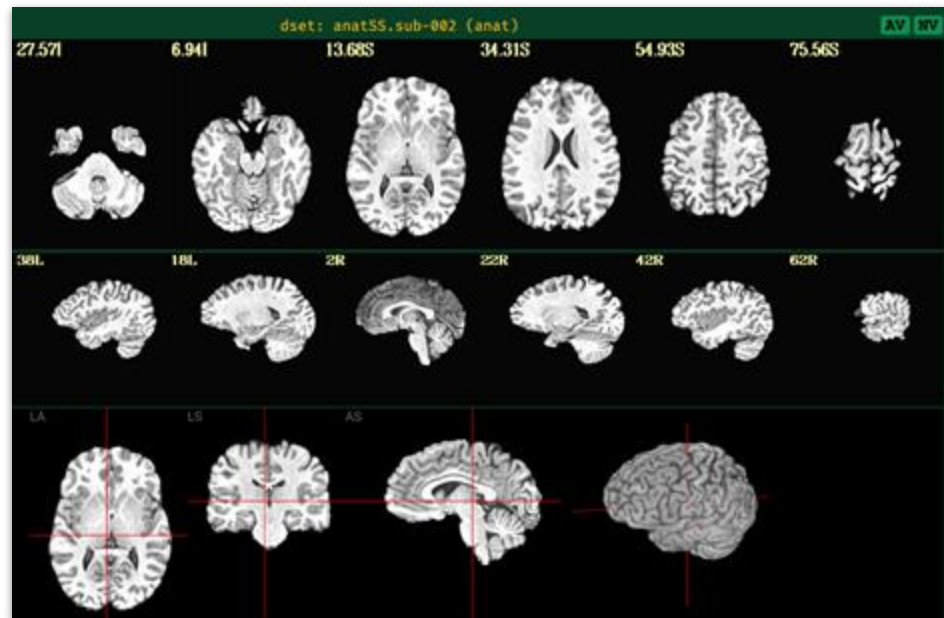 dset: anatSS.sub-002 (anat) AV NV
27.57I 6.94I 13.68S 34.31S 54.93S 75.56S
38L 18L 2R 22R 42R 62R
LA LS AS